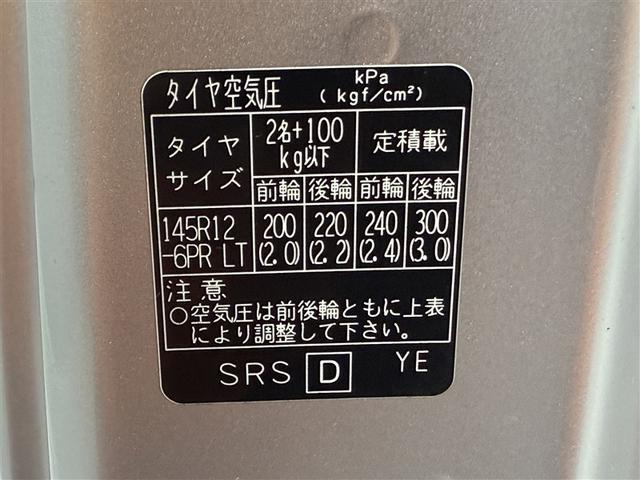 タイヤ空気圧 kPa
(kgf/cm²)
タイヤサイズ 2名+100kg以下 定積載
前輪 後輪 前輪 後輪
145R12 200 220 240 300
-6PR LT (2.0) (2.2) (2.4) (3.0)
注意
○空気圧は前後輪ともに上表
により調整して下さい。
SRS D YE